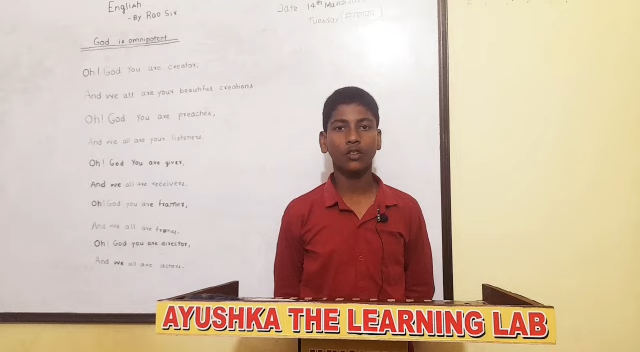 English
- By Rao Sir
Date 14th March
Tuesday
God is omnipotent
Oh! God You are creator,
And we all are your beautiful creations
Oh! God You are preacher,
And we all are your listeners.
Oh! God You are giver,
And we all are receivers.
Oh! God you are framer,
And we all are frames,
Oh! God you are director,
And we all are actors.
AYUSHKA THE LEARNING LAB